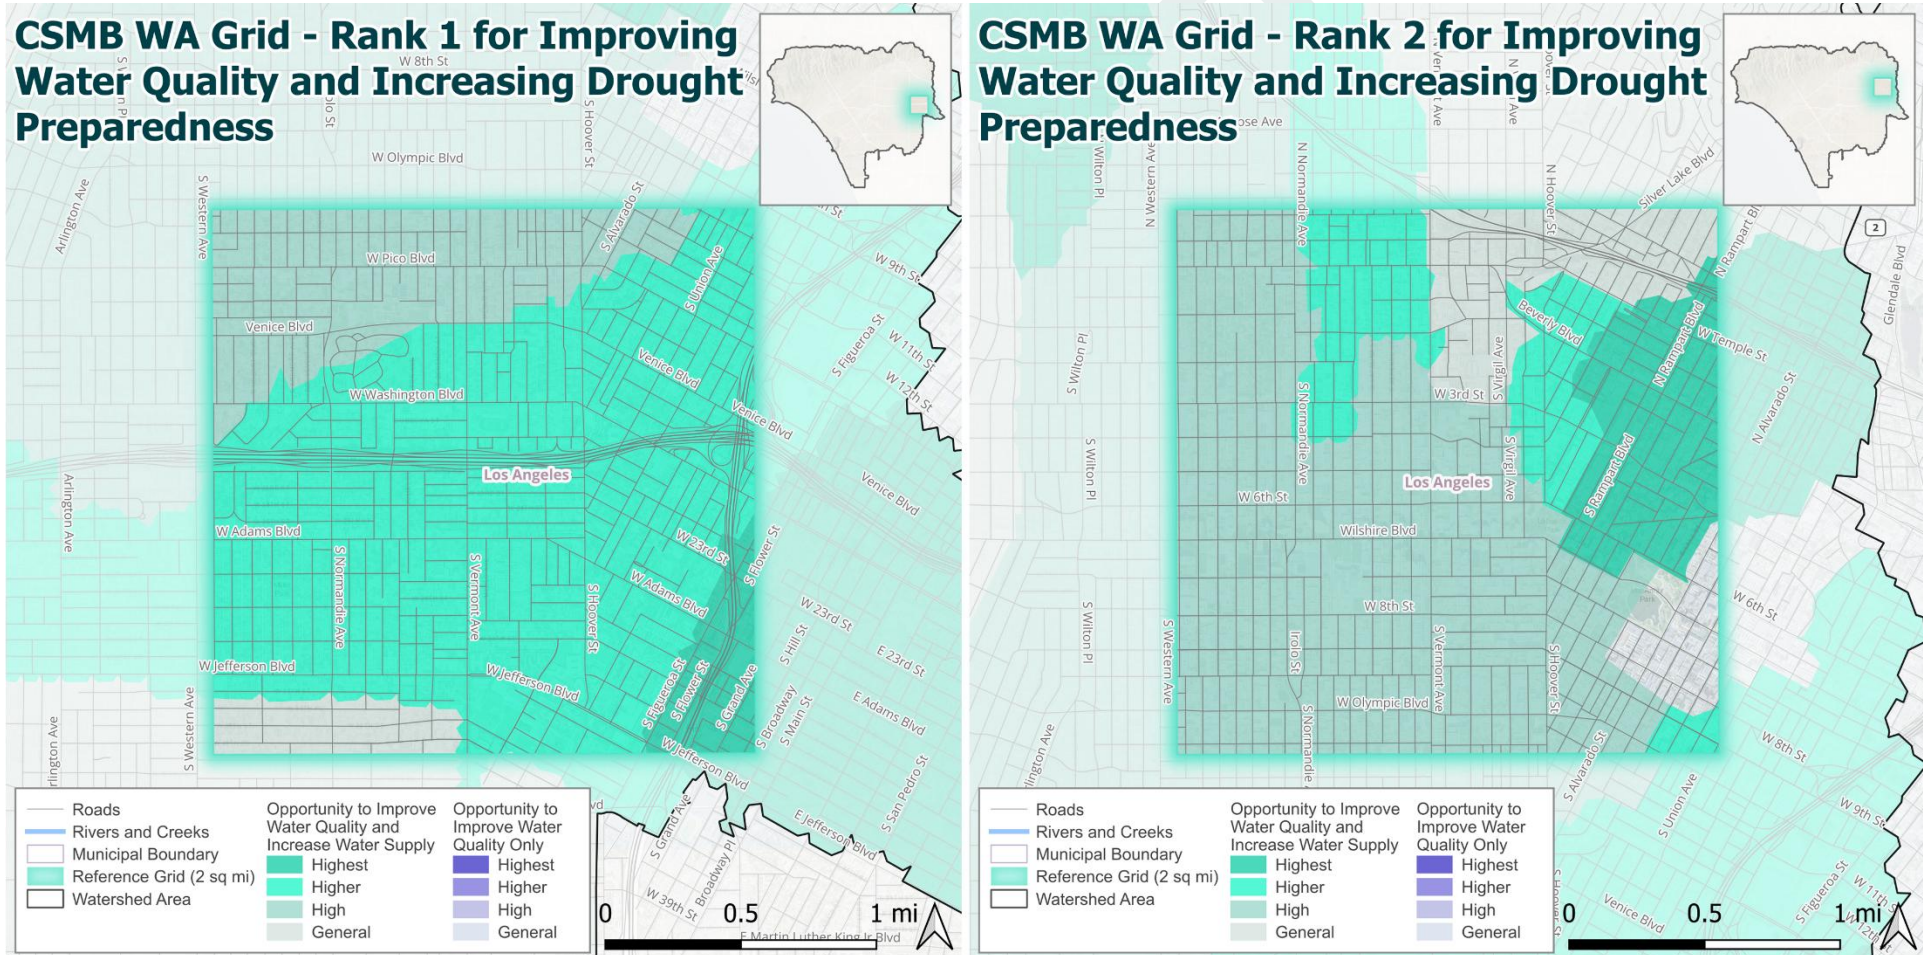 CSMB WA Grid - Rank 1 for Improving
Water Quality and Increasing Drought
Preparedness
W 8th St
S Hoover St
W Olympic Blvd
Arlington Ave
S Western Ave
S Alvarado St
W Pico Blvd
S Union Ave
W 9th St
Venice Blvd
S Figueroa St
W 11th St
Venice Blvd
W 12th St
W Washington Blvd
Venice Blvd
Los Angeles
Arlington Ave
Venice Blvd
W Adams Blvd
W 23rd St
S Flower St
S Normandie Ave
S Vermont Ave
S Hoover St
W Adams Blvd
W 23rd St
S Hill St
E 23rd St
W Jefferson Blvd
W Jefferson Blvd
S Figueroa St
S Flower St
S Grand Ave
S Broadway
S Main St
E Adams Blvd
S Western Ave
W Jefferson Blvd
S San Pedro St
S Grand Ave
E Jefferson Blvd
Broadway Pl
W 39th St
E Martin Luther King Jr Blvd
Roads
Rivers and Creeks
Municipal Boundary
Reference Grid (2 sq mi)
Watershed Area
Opportunity to Improve
Water Quality and
Increase Water Supply
Highest
Higher
High
General
Opportunity to
Improve Water
Quality Only
Highest
Higher
High
General
0 0.5 1 mi
CSMB WA Grid - Rank 2 for Improving
Water Quality and Increasing Drought
Preparedness
N Wilton Pl
N Western Ave
N Normandie Ave
N Hoover St
Silver Lake Blvd
N Rampart Blvd
2
Glendale Blvd
Beverly Blvd
N Rampart Blvd
W Temple St
S Wilton Pl
S Virgil Ave
W 3rd St
S Normandie Ave
N Alvarado St
S Wilton Pl
S Virgil Ave
S Rampart Blvd
Los Angeles
W 6th St
Wilshire Blvd
W 8th St
W 6th St
S Wilton Pl
S Western Ave
Irolo St
S Vermont Ave
S Hoover St
W Olympic Blvd
S Normandie
S Alvarado St
W 8th St
S Union Ave
W 9th St
S Figueroa St
W 11th St
Venice Blvd
W 12th St
Roads
Rivers and Creeks
Municipal Boundary
Reference Grid (2 sq mi)
Watershed Area
Opportunity to Improve
Water Quality and
Increase Water Supply
Highest
Higher
High
General
Opportunity to
Improve Water
Quality Only
Highest
Higher
High
General
0 0.5 1 mi